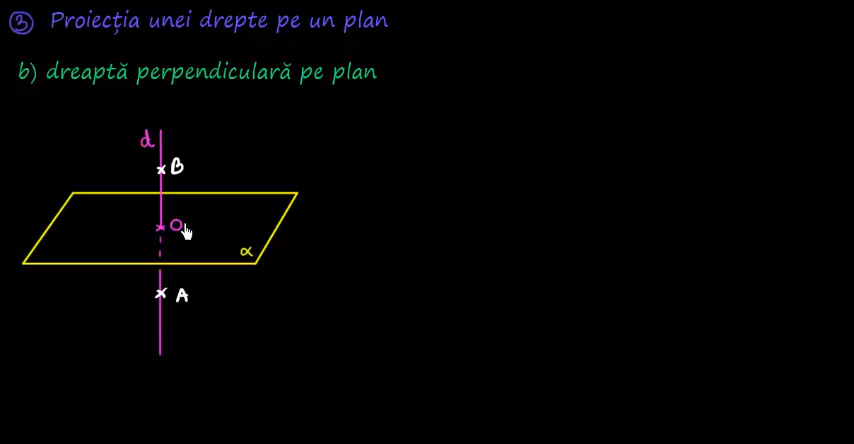 ③ Proiecția unei drepte pe un plan
b) dreaptă perpendiculară pe plan
d
B
O
α
A